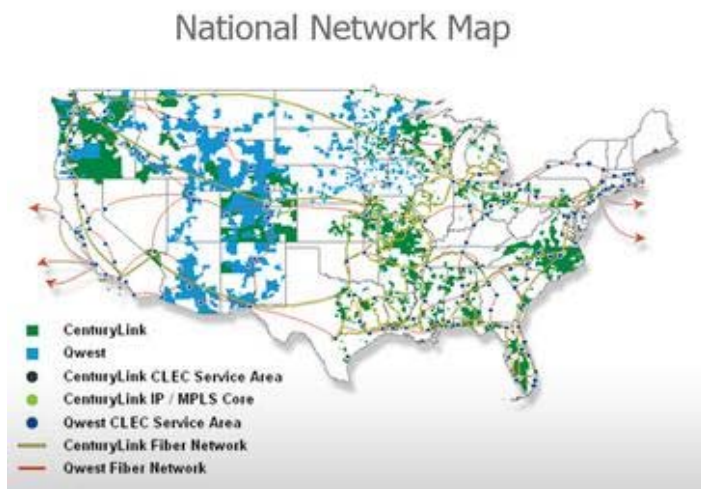 National Network Map
CenturyLink
Qwest
CenturyLink CLEC Service Area
CenturyLink IP / MPLS Core
Qwest CLEC Service Area
CenturyLink Fiber Network
Qwest Fiber Network